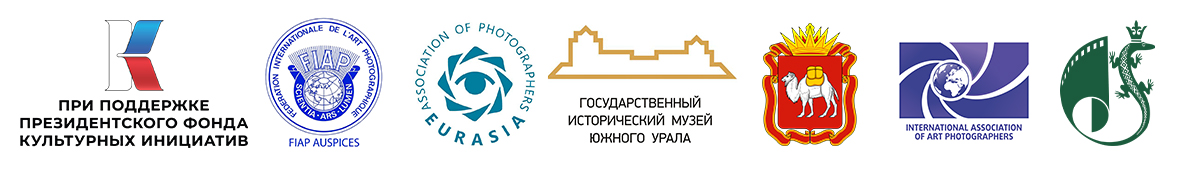 ПРИ ПОДДЕРЖКЕ
ПРЕЗИДЕНТСКОГО ФОНДА
КУЛЬТУРНЫХ ИНИЦИАТИВ
FEDERATION INTERNATIONALE DE L'ART PHOTOGRAPHIQUE
FIAP
SCIENTIA-ARS-LUMEN
FIAP AUSPICES
ASSOCIATION OF PHOTOGRAPHERS
EURASIA
ГОСУДАРСТВЕННЫЙ
ИСТОРИЧЕСКИЙ МУЗЕЙ
ЮЖНОГО УРАЛА
INTERNATIONAL ASSOCIATION
OF ART PHOTOGRAPHERS